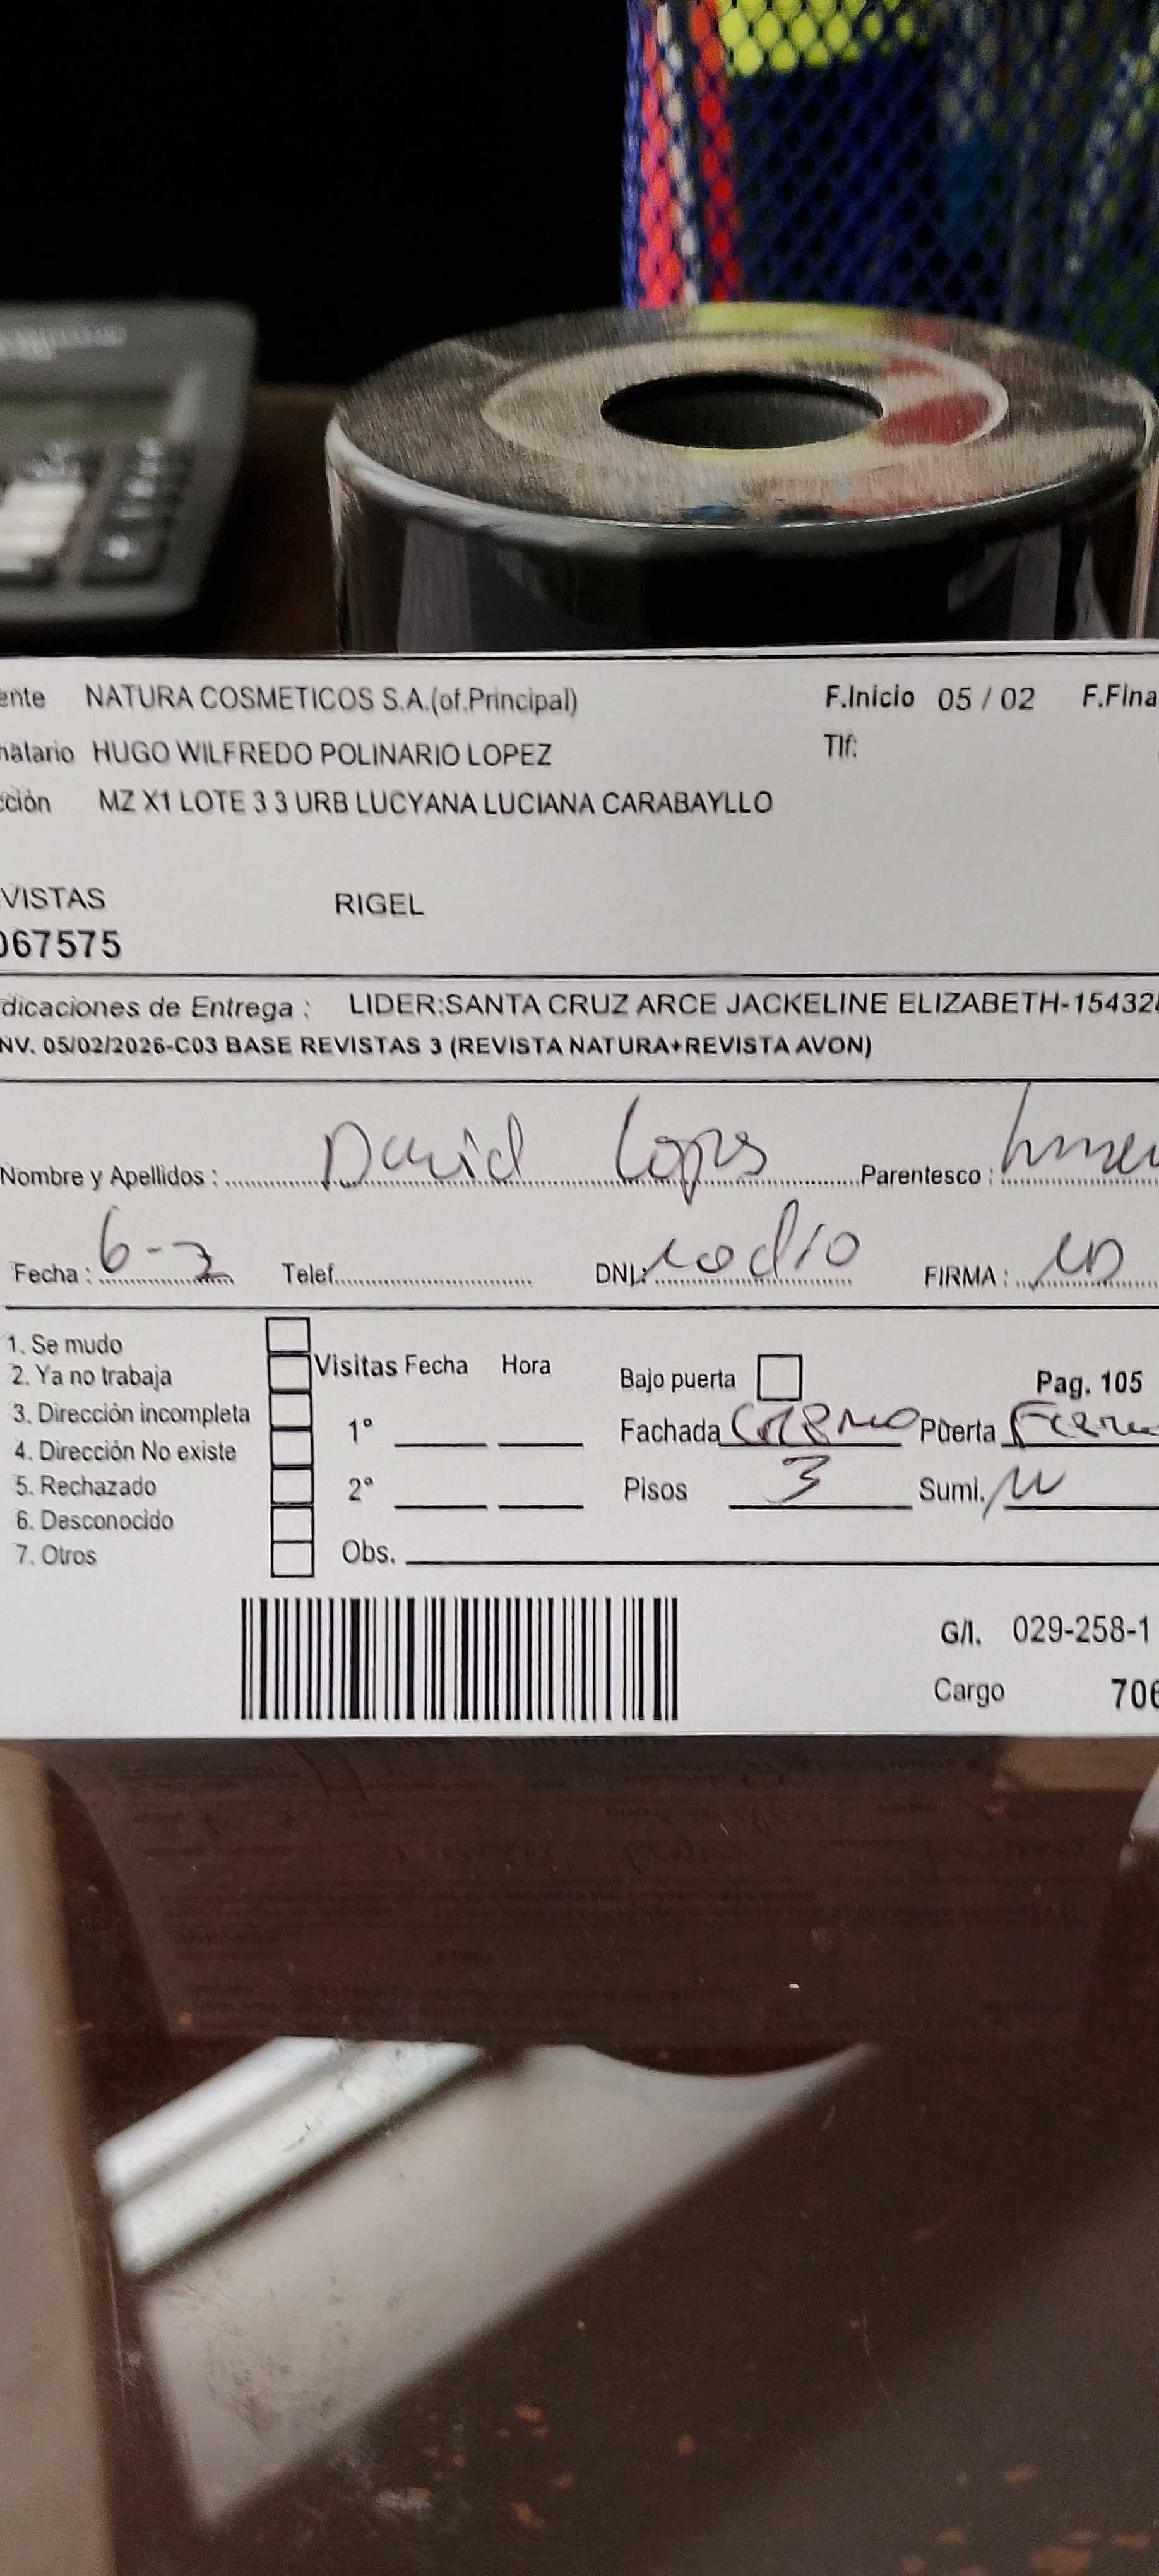 ente NATURA COSMETICOS S.A.(of.Principal) F.Inicio 05 / 02 F.Fina
natario HUGO WILFREDO POLINARIO LOPEZ Tlf:
cción MZ X1 LOTE 3 3 URB LUCYANA LUCIANA CARABAYLLO
VISTAS RIGEL
067575
dicaciones de Entrega : LIDER:SANTA CRUZ ARCE JACKELINE ELIZABETH-15432
NV. 05/02/2026-C03 BASE REVISTAS 3 (REVISTA NATURA+REVISTA AVON)
Nombre y Apellidos : David Lopes Parentesco :
Fecha : 6-2 Telef. DNI.: no dio FIRMA :
1. Se mudo
2. Ya no trabaja Visitas Fecha Hora Bajo puerta Pag. 105
3. Dirección incompleta 1° Fachada Cremo Puerta Fierro
4. Dirección No existe
5. Rechazado 2° Pisos 3 Sumi.
6. Desconocido
7. Otros Obs.
G/I. 029-258-1
Cargo 706